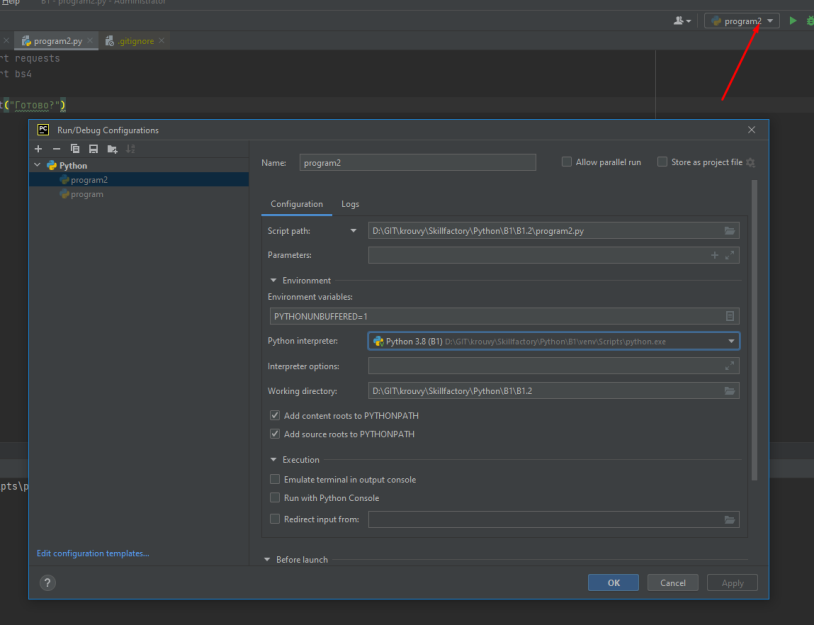 Help B1 - program2.py - Administrator
program2
program2.py .gitignore
rt requests
rt bs4
t("Готово?")
PC Run/Debug Configurations
Python
program2
program
Name: program2 Allow parallel run Store as project file
Configuration Logs
Script path: D:\GIT\krouvy\Skillfactory\Python\B1\B1.2\program2.py
Parameters:
Environment
Environment variables:
PYTHONUNBUFFERED=1
Python interpreter: Python 3.8 (B1) D:\GIT\krouvy\Skillfactory\Python\B1\venv\Scripts\python.exe
Interpreter options:
Working directory: D:\GIT\krouvy\Skillfactory\Python\B1\B1.2
Add content roots to PYTHONPATH
Add source roots to PYTHONPATH
Execution
Emulate terminal in output console
pts\p
Run with Python Console
Redirect input from:
Edit configuration templates...
Before launch
? OK Cancel Apply